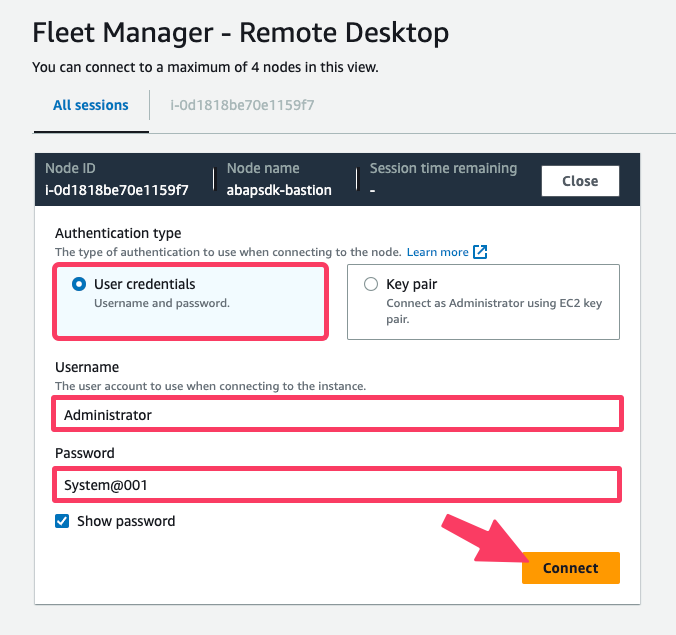 Fleet Manager - Remote Desktop
You can connect to a maximum of 4 nodes in this view.
All sessions
i-0d1818be70e1159f7
Node ID
i-0d1818be70e1159f7
Node name
abapsdk-bastion
Session time remaining
-
Close
Authentication type
The type of authentication to use when connecting to the node. Learn more
User credentials
Username and password.
Key pair
Connect as Administrator using EC2 key
pair.
Username
The user account to use when connecting to the instance.
Administrator
Password
System@001
Show password
Connect